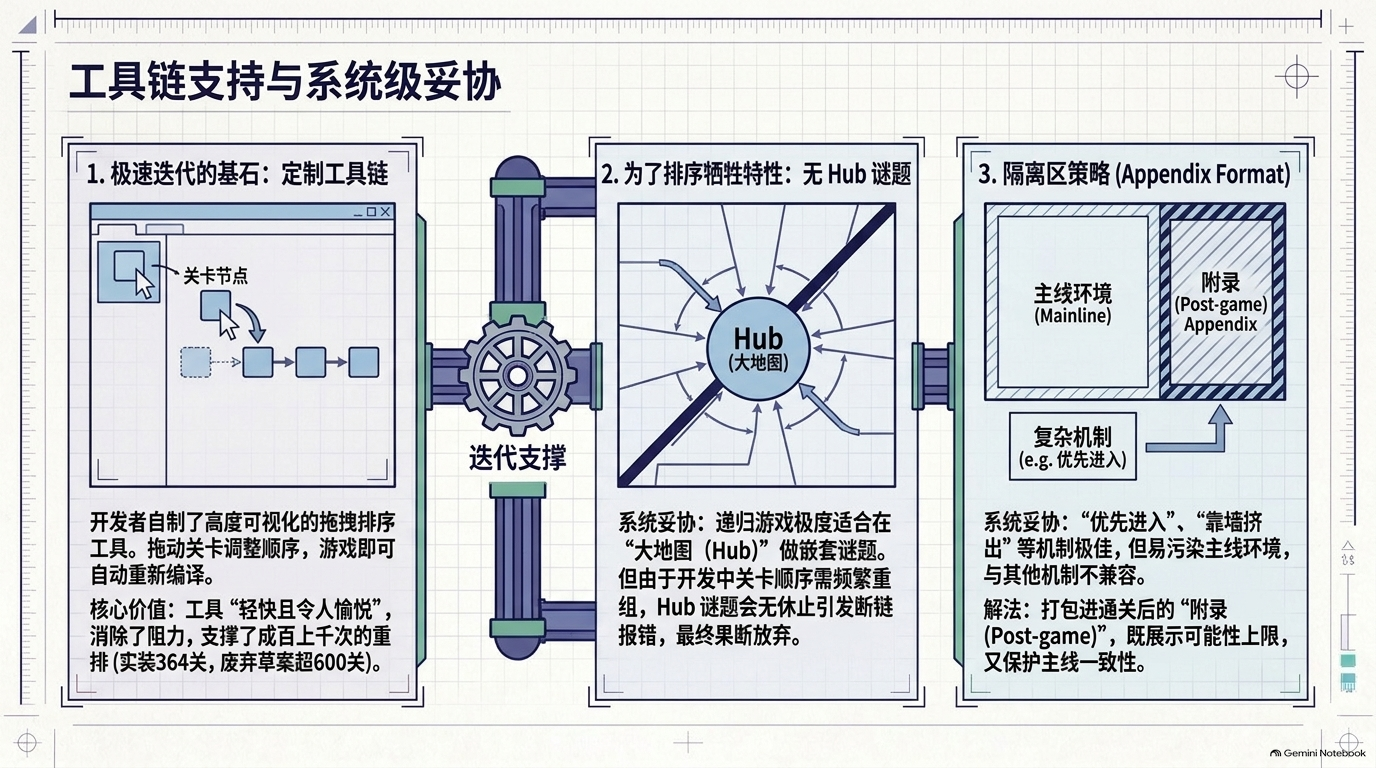 工具链支持与系统级妥协
1. 极速迭代的基石：定制工具链
关卡节点
开发者自制了高度可视化的拖拽排序
工具。拖动关卡调整顺序，游戏即可
自动重新编译。
核心价值：工具 “轻快且令人愉悦”，
消除了阻力，支撑了成百上千次的重
排 (实装364关, 废弃草案超600关)。
迭代支撑
2. 为了排序牺牲特性：无 Hub 谜题
Hub
(大地图)
系统妥协：递归游戏极度适合在
“大地图（Hub）” 做嵌套谜题。
但由于开发中关卡顺序需频繁重
组，Hub 谜题会无休止引发断链
报错，最终果断放弃。
3. 隔离区策略 (Appendix Format)
主线环境
(Mainline)
附录
(Post-game)
Appendix
复杂机制
(e.g. 优先进入)
系统妥协：“优先进入”、“靠墙挤
出” 等机制极佳，但易污染主线环境，
与其他机制不兼容。
解法：打包进通关后的 “附录
(Post-game)”，既展示可能性上限，
又保护主线一致性。
Gemini Notebook